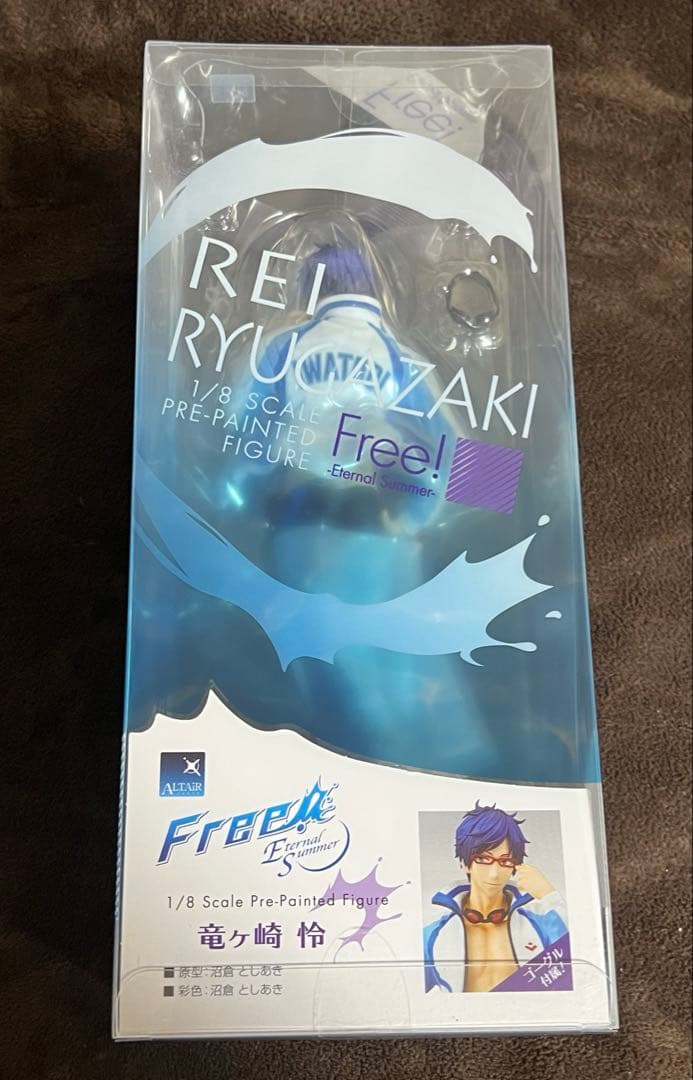 Free!
REI
RYUGAZAKI
WATER
1/8 SCALE
PRE-PAINTED
FIGURE
Free!
-Eternal Summer-
ALTAiR
Free!
Eternal
Summer
1/8 Scale Pre-Painted Figure
竜ヶ崎 怜
■ 原型:沼倉 としあき
■ 彩色:沼倉 としあき
ゴーグル
付属!